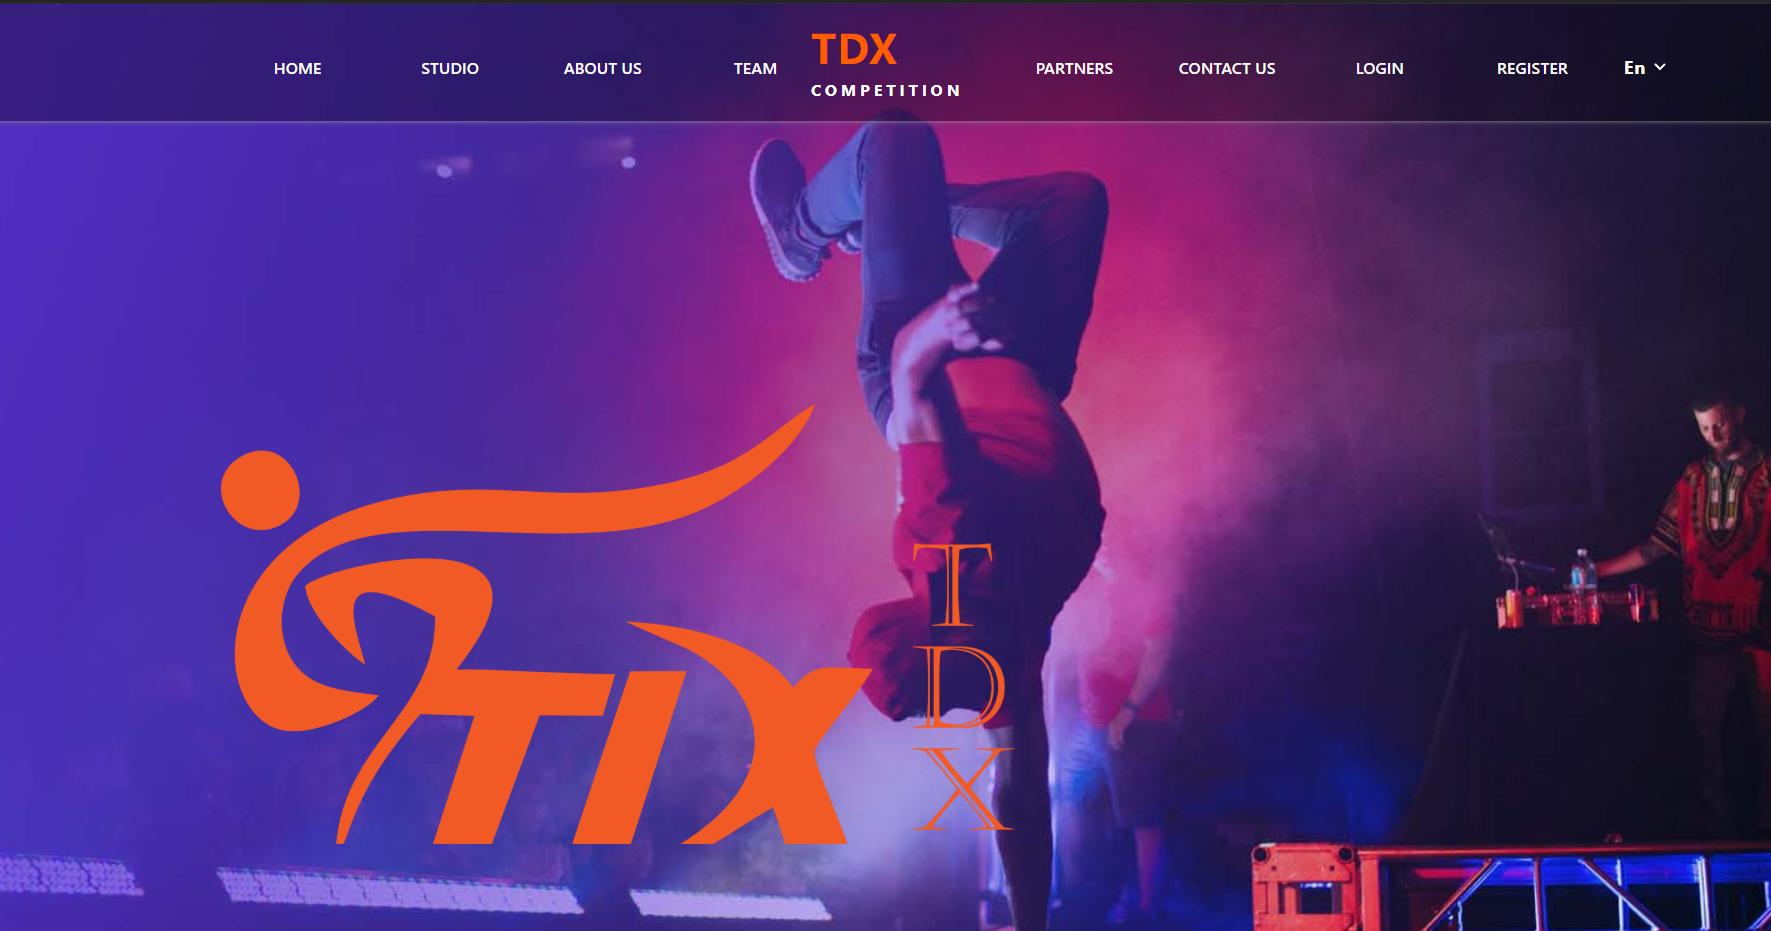 HOME STUDIO ABOUT US TEAM TDX COMPETITION PARTNERS CONTACT US LOGIN REGISTER En
TIX
T
D
X